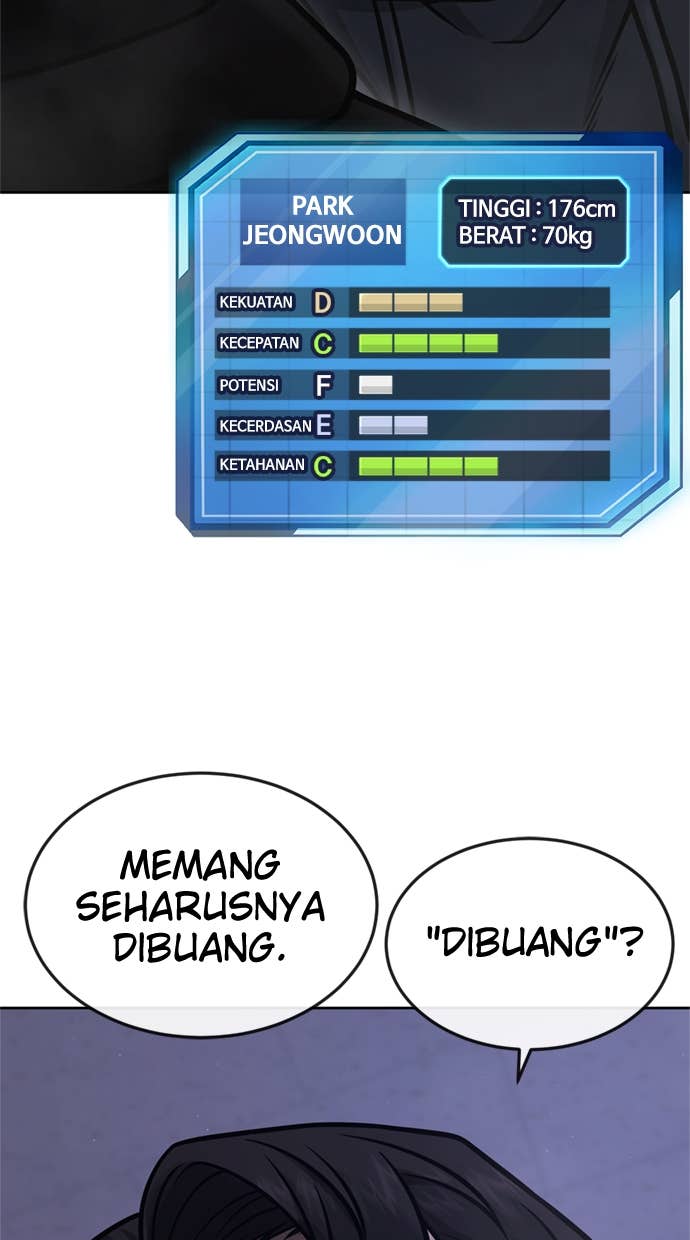 PARK
JEONGWOON
TINGGI : 176cm
BERAT : 70kg
KEKUATAN D
KECEPATAN C
POTENSI F
KECERDASAN E
KETAHANAN C
MEMANG
SEHARUSNYA
DIBUANG.
"DIBUANG"?